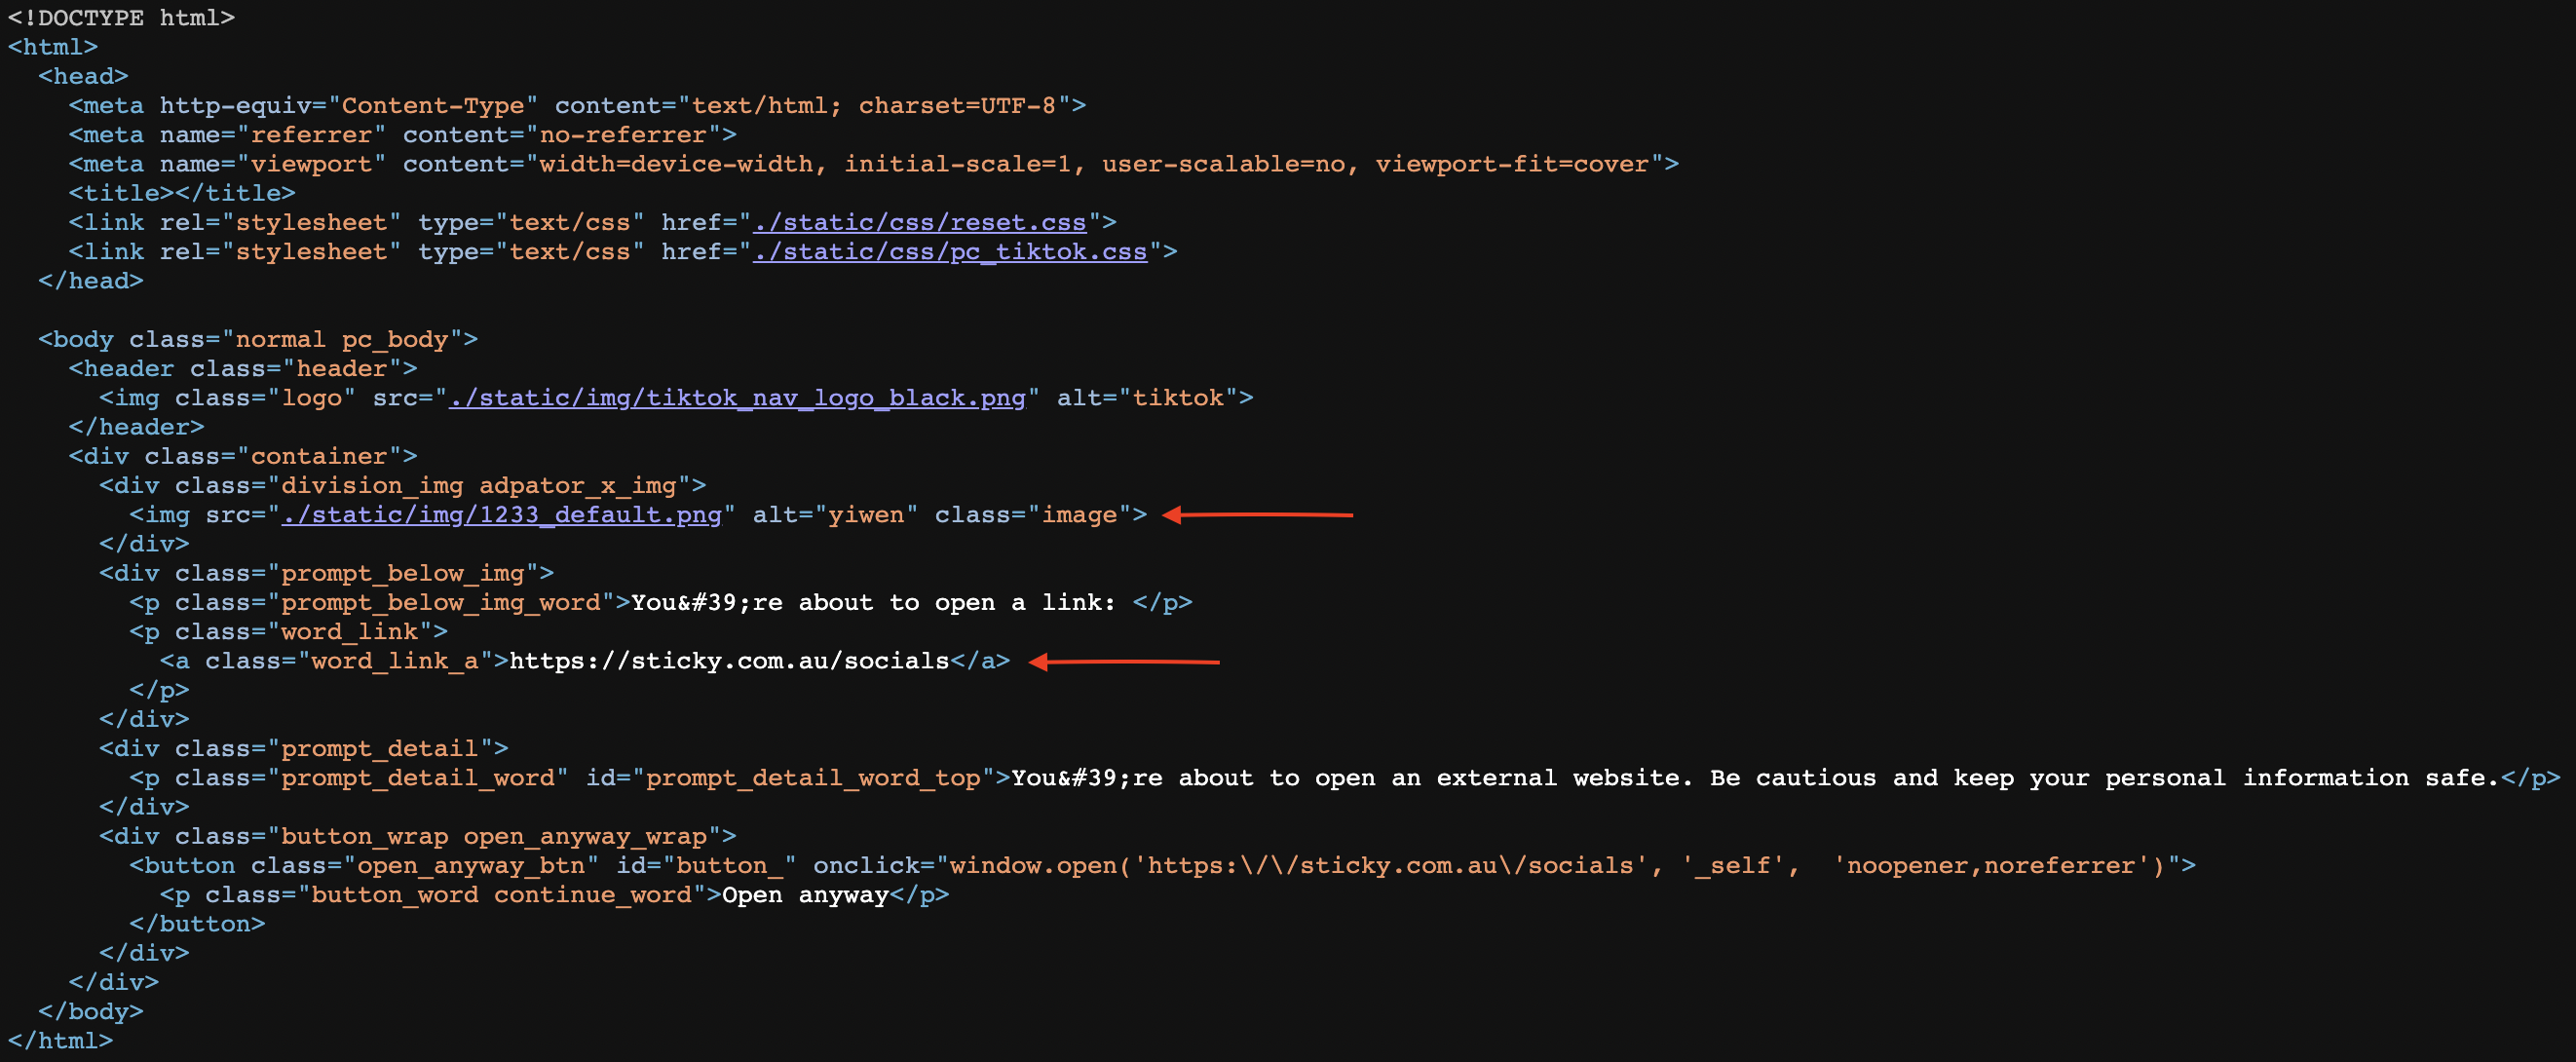 <!DOCTYPE html>
<html>
  <head>
    <meta http-equiv="Content-Type" content="text/html; charset=UTF-8">
    <meta name="referrer" content="no-referrer">
    <meta name="viewport" content="width=device-width, initial-scale=1, user-scalable=no, viewport-fit=cover">
    <title></title>
    <link rel="stylesheet" type="text/css" href="./static/css/reset.css">
    <link rel="stylesheet" type="text/css" href="./static/css/pc_tiktok.css">
  </head>

  <body class="normal pc_body">
    <header class="header">
      <img class="logo" src="./static/img/tiktok_nav_logo_black.png" alt="tiktok">
    </header>
    <div class="container">
      <div class="division_img adpator_x_img">
        <img src="./static/img/1233_default.png" alt="yiwen" class="image">
      </div>
      <div class="prompt_below_img">
        <p class="prompt_below_img_word">You&#39;re about to open a link: </p>
        <p class="word_link">
          <a class="word_link_a">https://sticky.com.au/socials</a>
        </p>
      </div>
      <div class="prompt_detail">
        <p class="prompt_detail_word" id="prompt_detail_word_top">You&#39;re about to open an external website. Be cautious and keep your personal information safe.</p>
      </div>
      <div class="button_wrap open_anyway_wrap">
        <button class="open_anyway_btn" id="button_" onclick="window.open('https:\/\/sticky.com.au\/socials', '_self',  'noopener,noreferrer')">
          <p class="button_word continue_word">Open anyway</p>
        </button>
      </div>
    </div>
  </body>
</html>